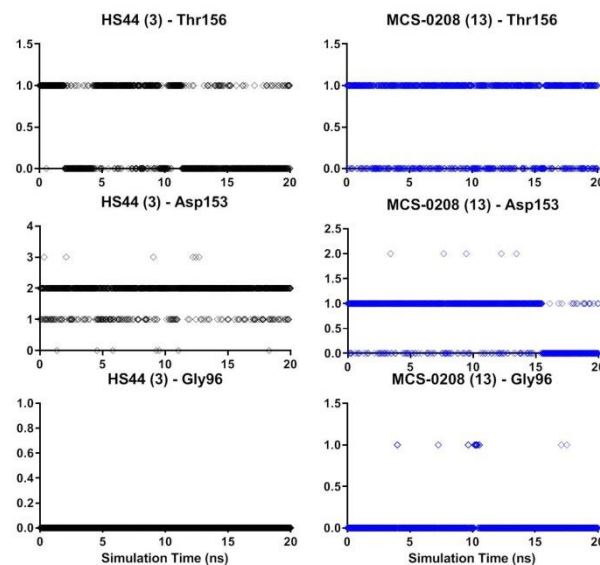 HS44 (3) - Thr156
1.5
1.0
0.5
0.0
0 5 10 15 20
MCS-0208 (13) - Thr156
1.5
1.0
0.5
0.0
0 5 10 15 20
HS44 (3) - Asp153
4
3
2
1
0
0 5 10 15 20
MCS-0208 (13) - Asp153
2.5
2.0
1.5
1.0
0.5
0.0
0 5 10 15 20
HS44 (3) - Gly96
1.0
0.8
0.6
0.4
0.2
0.0
0 5 10 15 20
Simulation Time (ns)
MCS-0208 (13) - Gly96
1.5
1.0
0.5
0.0
0 5 10 15 20
Simulation Time (ns)